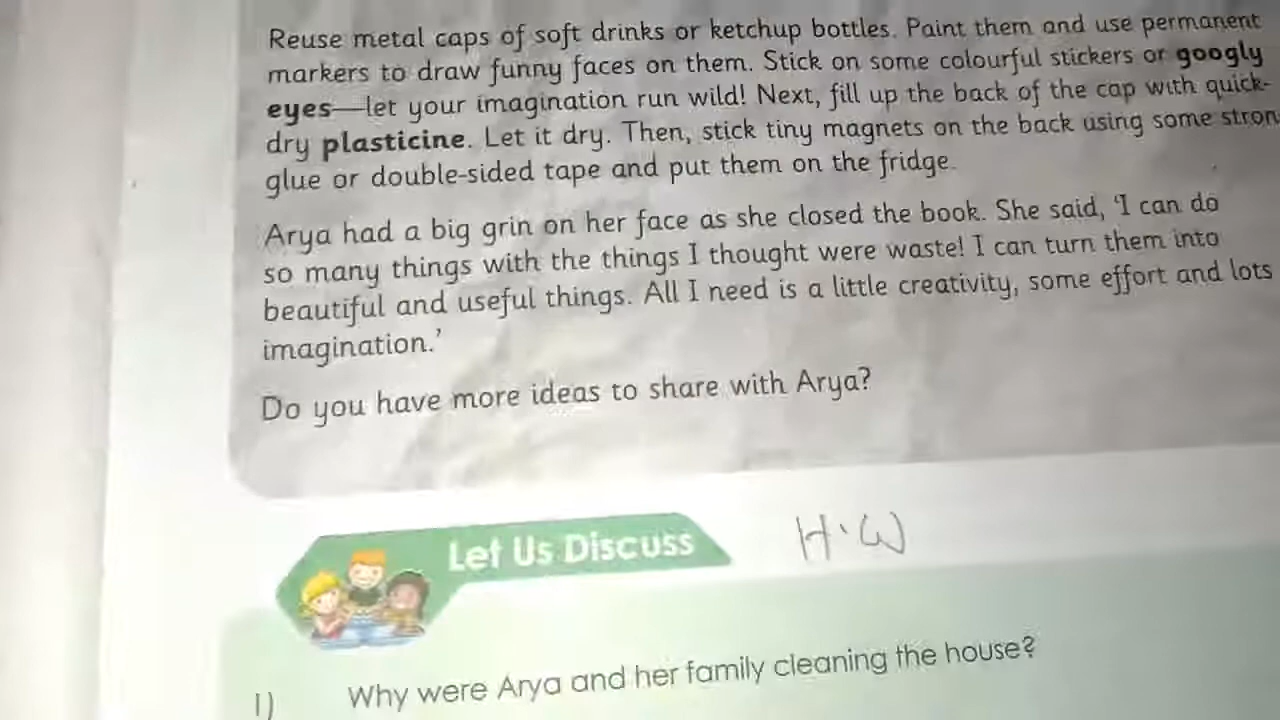 Reuse metal caps of soft drinks or ketchup bottles. Paint them and use permanent
markers to draw funny faces on them. Stick on some colourful stickers or googly
eyes—let your imagination run wild! Next, fill up the back of the cap with quick-
dry plasticine. Let it dry. Then, stick tiny magnets on the back using some stron
glue or double-sided tape and put them on the fridge.
Arya had a big grin on her face as she closed the book. She said, ‘I can do
so many things with the things I thought were waste! I can turn them into
beautiful and useful things. All I need is a little creativity, some effort and lots
imagination.’
Do you have more ideas to share with Arya?
Let Us Discuss H.W
1) Why were Arya and her family cleaning the house?